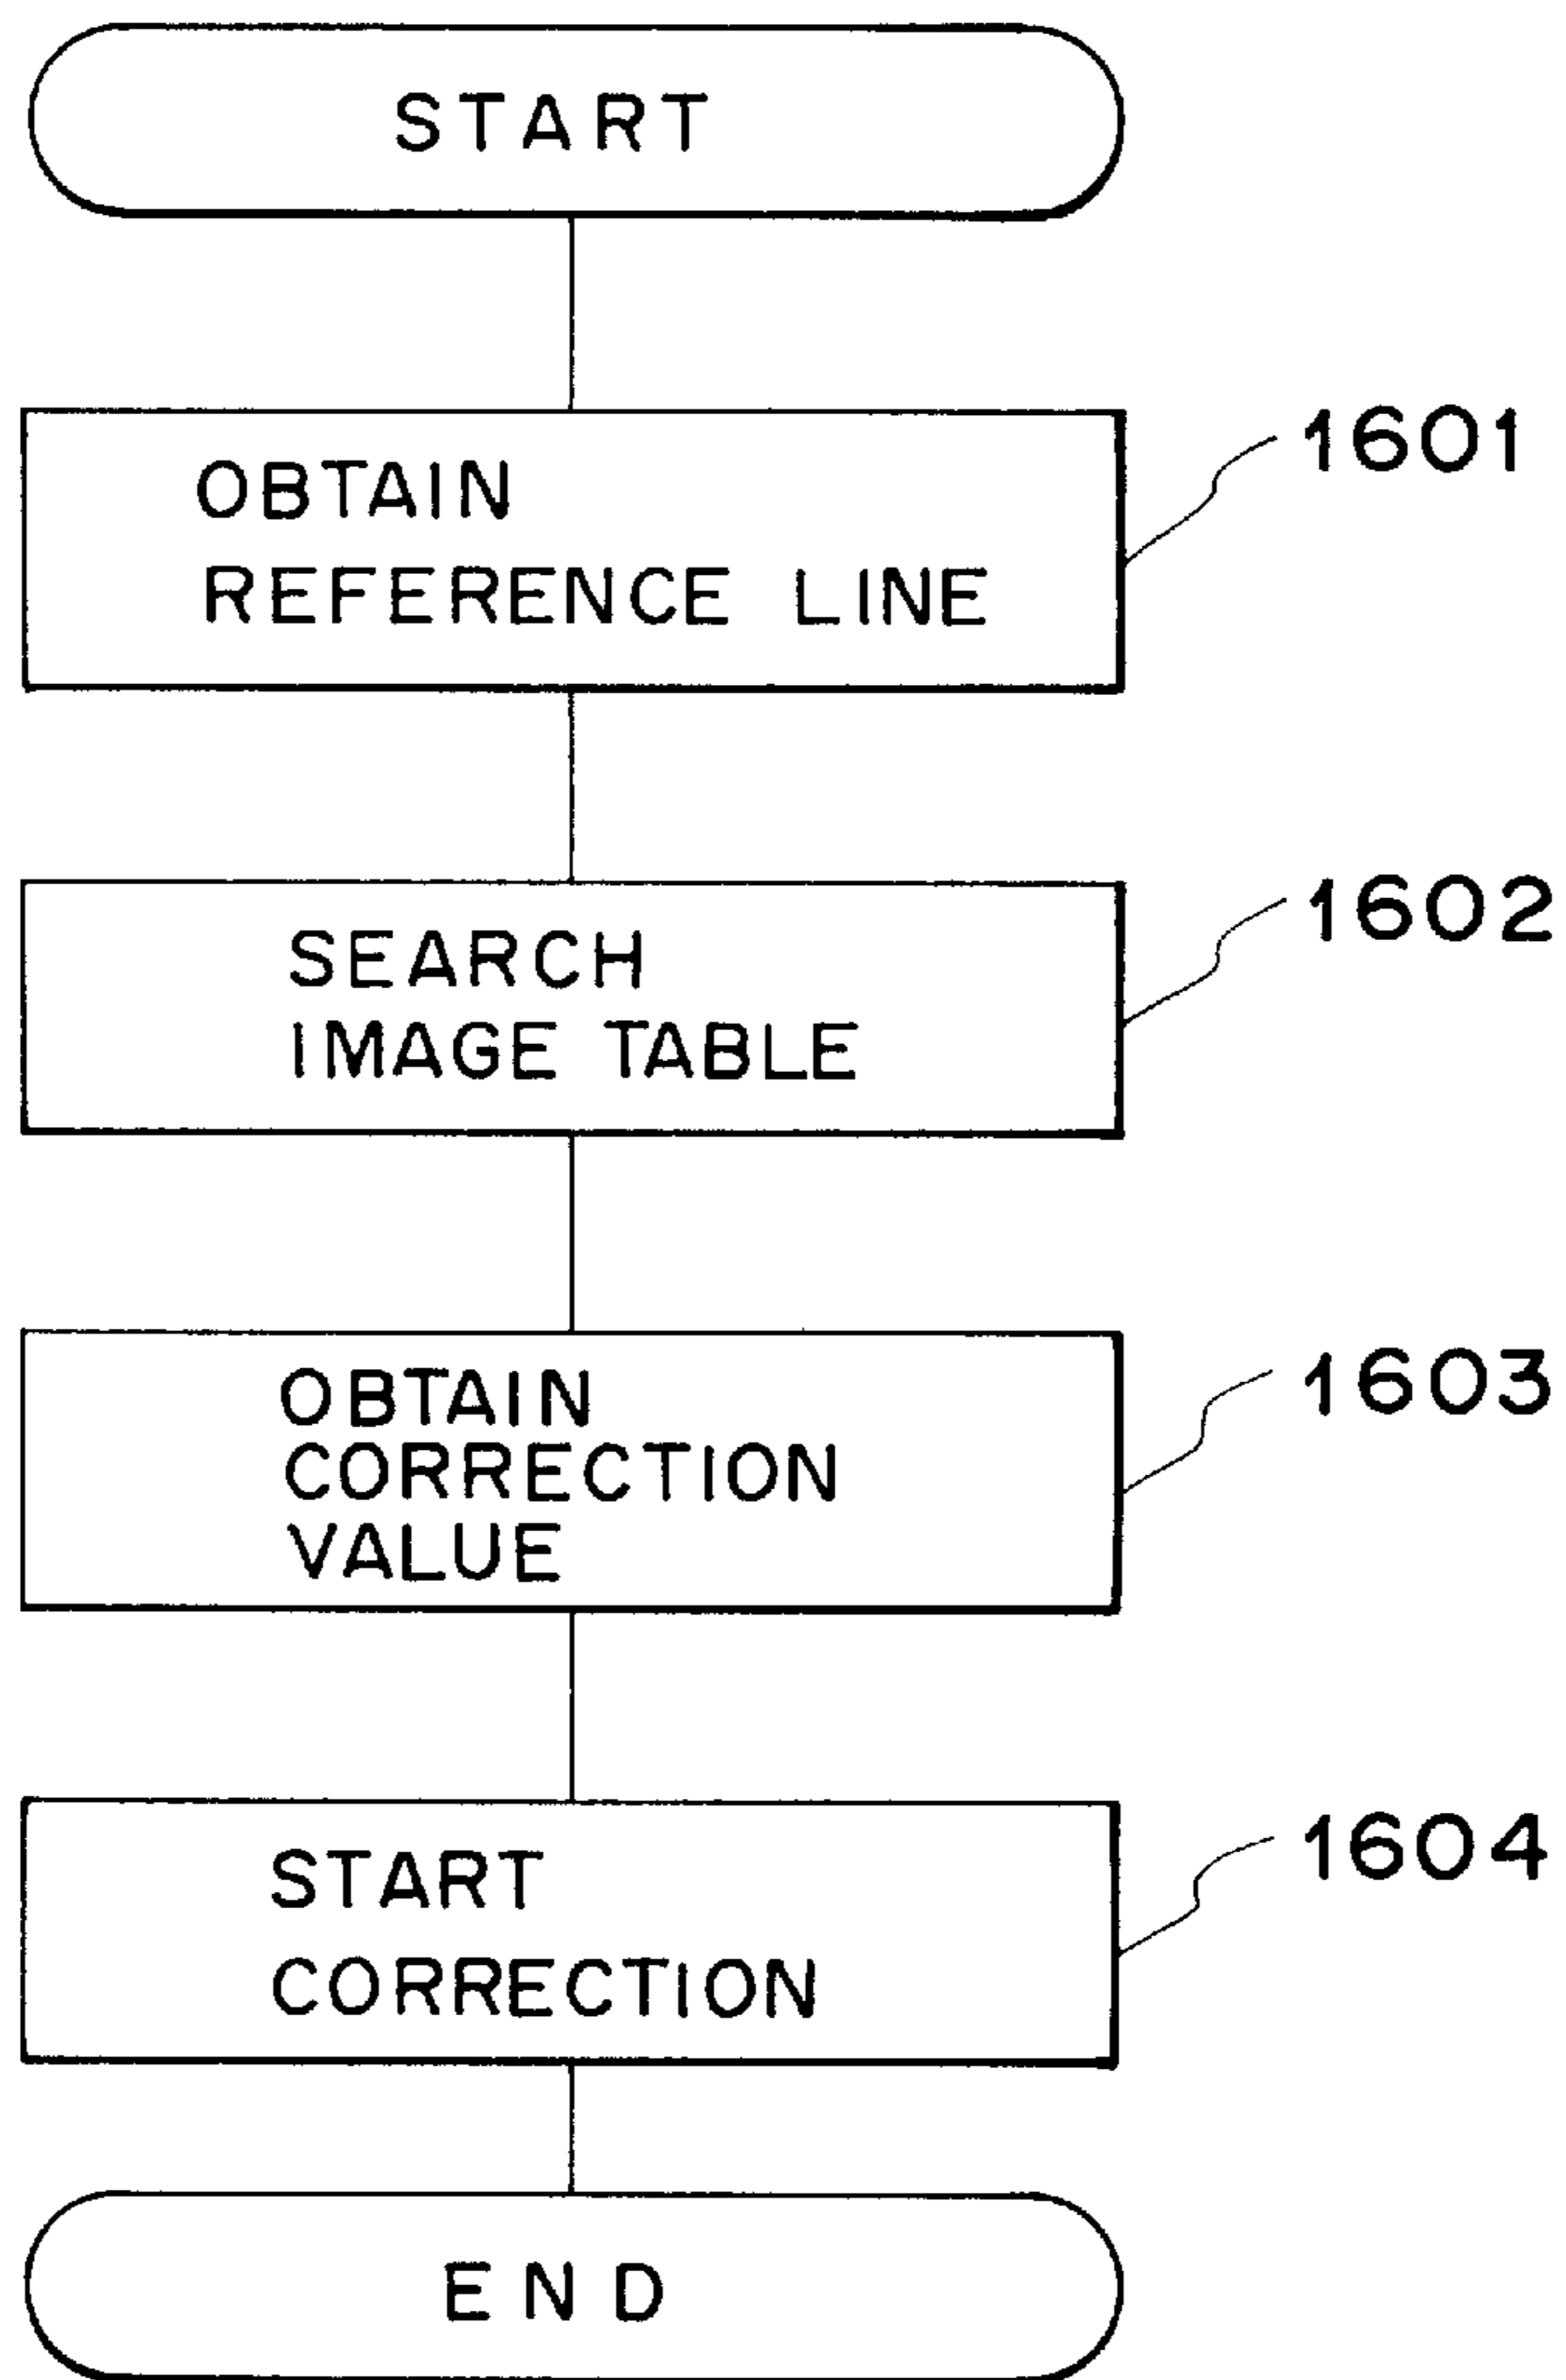 START
OBTAIN
REFERENCE LINE
1601
SEARCH
IMAGE TABLE
1602
OBTAIN
CORRECTION
VALUE
1603
START
CORRECTION
1604
END